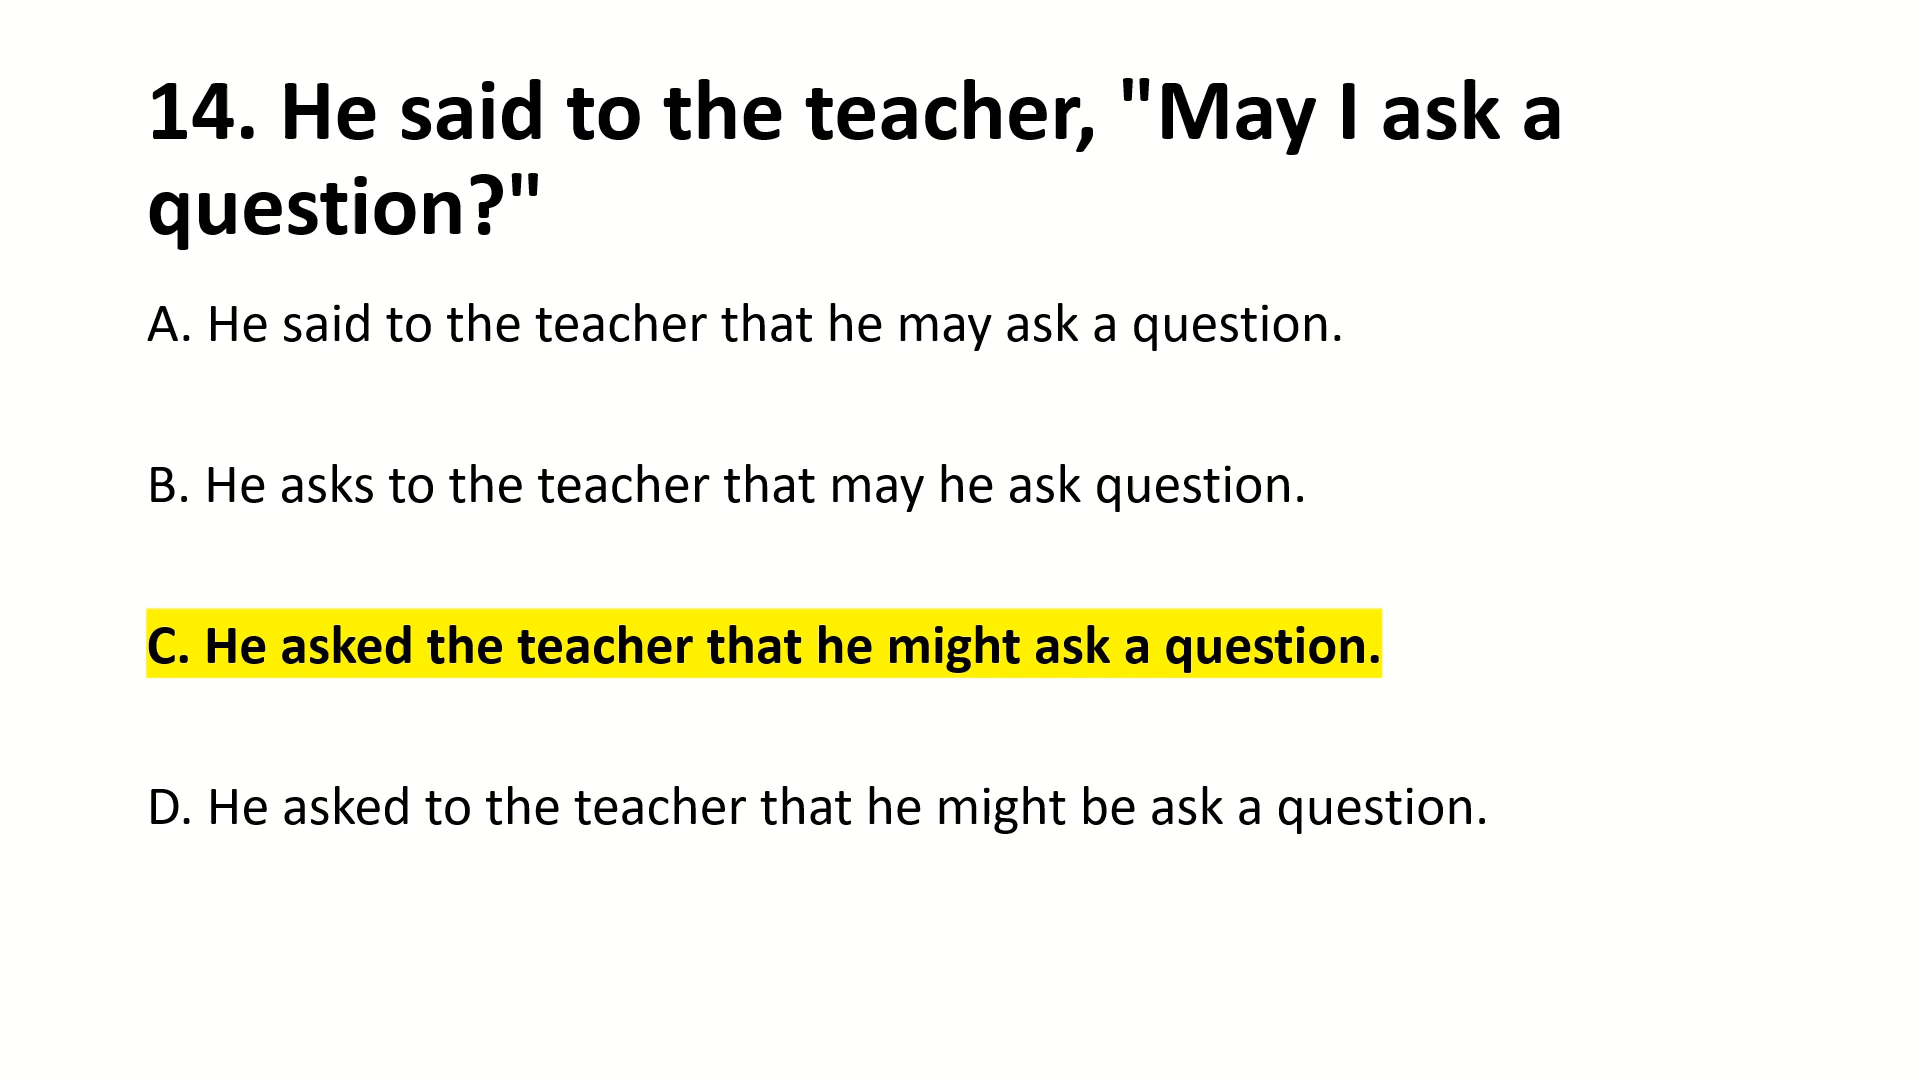 14. He said to the teacher, "May I ask a
question?"
A. He said to the teacher that he may ask a question.
B. He asks to the teacher that may he ask question.
C. He asked the teacher that he might ask a question.
D. He asked to the teacher that he might be ask a question.